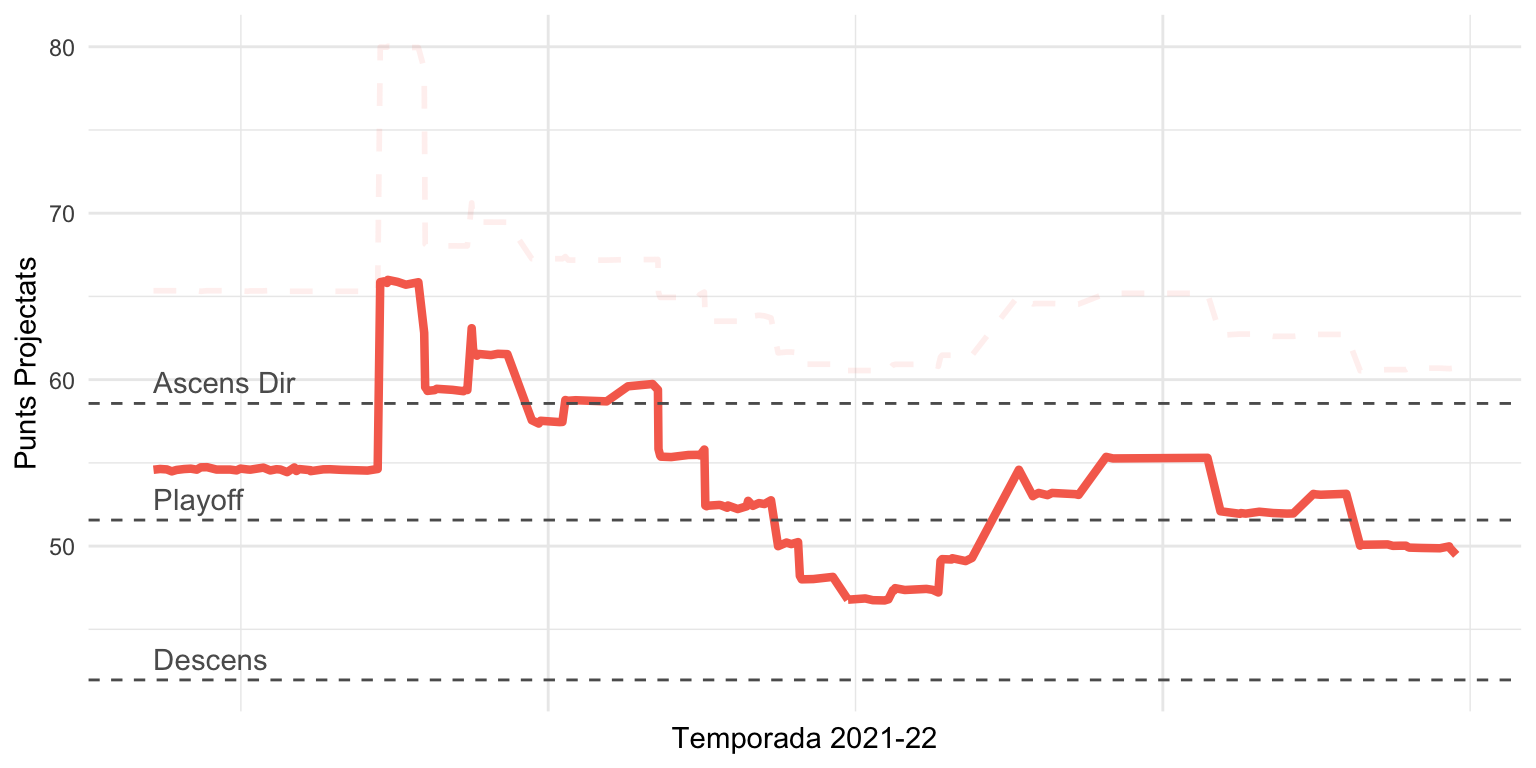 80
70
60
50
Punts Projectats
Ascens Dir
Playoff
Descens
Temporada 2021-22